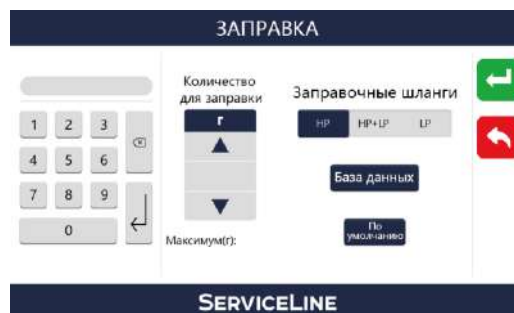 ЗАПРАВКА
Количество
для заправки
г
Максимум(г):
Заправочные шланги
HP HP+LP LP
База данных
По
умолчанию
1 2 3
4 5 6
7 8 9
0
SERVICELINE